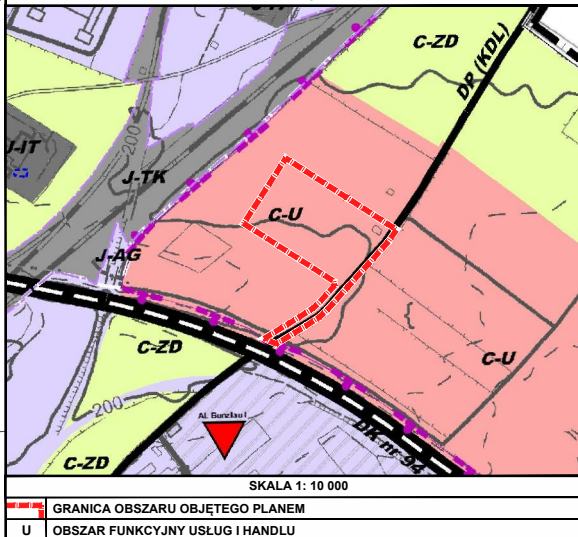 C-ZD
DP (KDL)
J-IT
200
J-TK
C-U
J-AG
C-ZD
C-U
200
AL Bunzlau I
DK nr 94
C-ZD
SKALA 1: 10 000
GRANICA OBSZARU OBJĘTEGO PLANEM
U OBSZAR FUNKCYJNY USŁUG I HANDLU